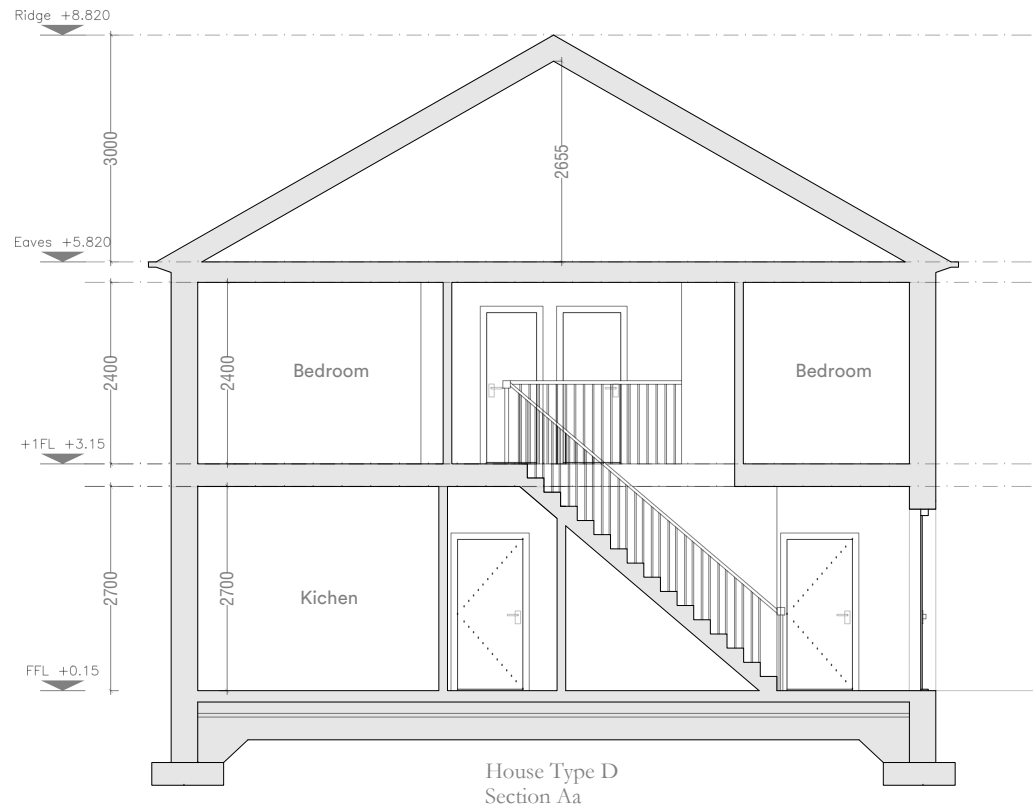 Ridge +8.820
3000
2655
Eaves +5.820
2400
2400
Bedroom
Bedroom
+1FL +3.15
2700
2700
Kichen
FFL +0.15
House Type D
Section Aa